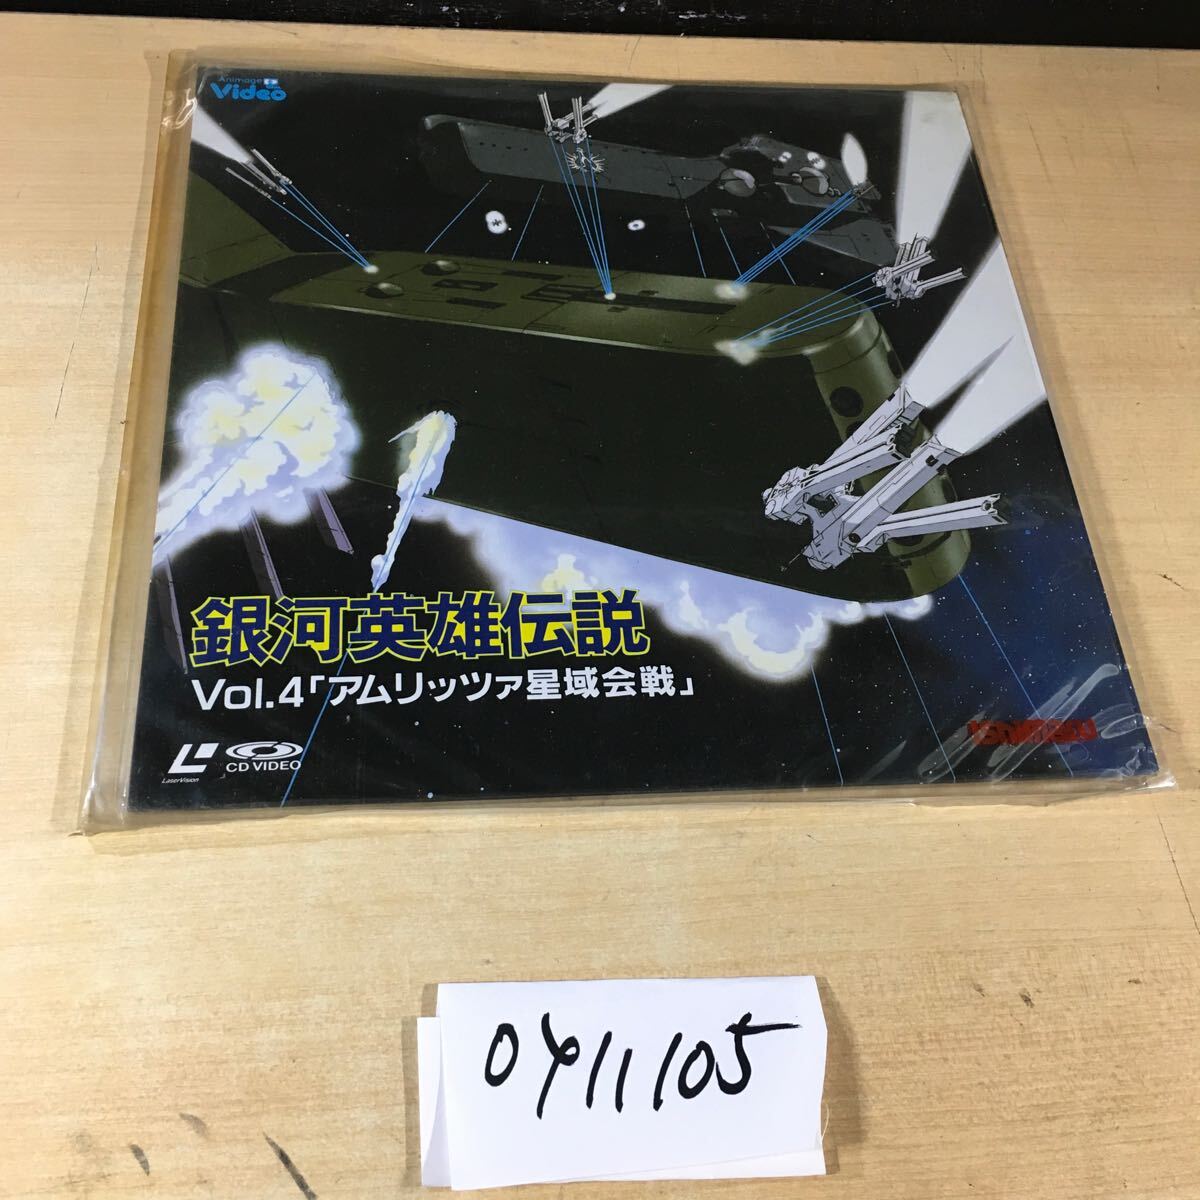 Animage
Video
銀河英雄伝説
Vol.4「アムリッツァ星域会戦」
LaserVision
CD VIDEO
0411105